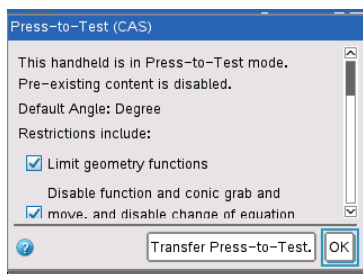 Press-to-Test (CAS)
This handheld is in Press-to-Test mode.
Pre-existing content is disabled.
Default Angle: Degree
Restrictions include:
Limit geometry functions
Disable function and conic grab and
move, and disable change of equation
?
Transfer Press-to-Test.
OK